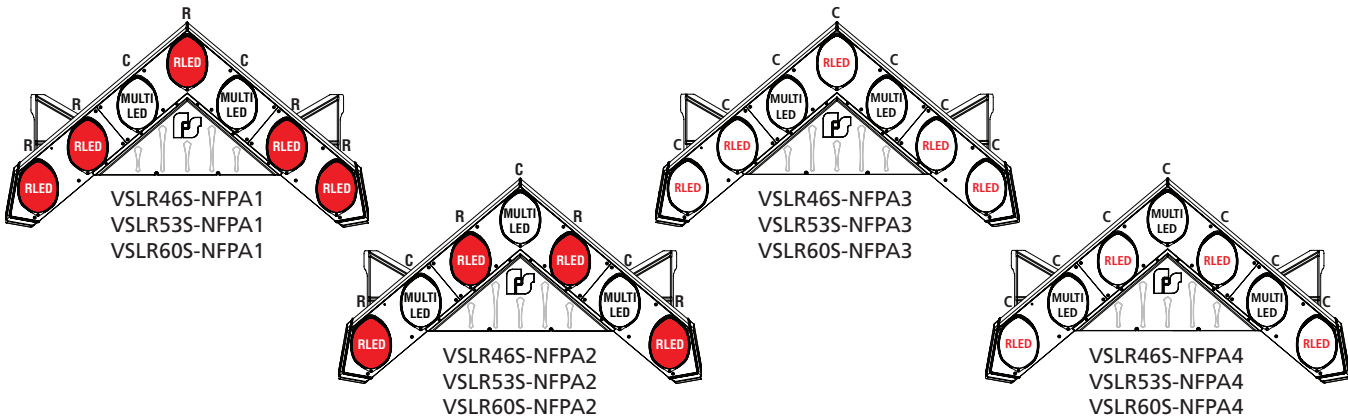 R
C
C
R
R
R
R
RLED
MULTI
LED
MULTI
LED
RLED
RLED
RLED
RLED
VSLR46S-NFPA1
VSLR53S-NFPA1
VSLR60S-NFPA1
C
R
R
C
C
R
R
MULTI
LED
RLED
RLED
MULTI
LED
MULTI
LED
RLED
RLED
VSLR46S-NFPA2
VSLR53S-NFPA2
VSLR60S-NFPA2
C
C
C
C
C
C
C
RLED
MULTI
LED
MULTI
LED
RLED
RLED
RLED
RLED
VSLR46S-NFPA3
VSLR53S-NFPA3
VSLR60S-NFPA3
C
C
C
C
C
C
C
MULTI
LED
RLED
RLED
MULTI
LED
MULTI
LED
RLED
RLED
VSLR46S-NFPA4
VSLR53S-NFPA4
VSLR60S-NFPA4